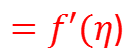 = f′(η)